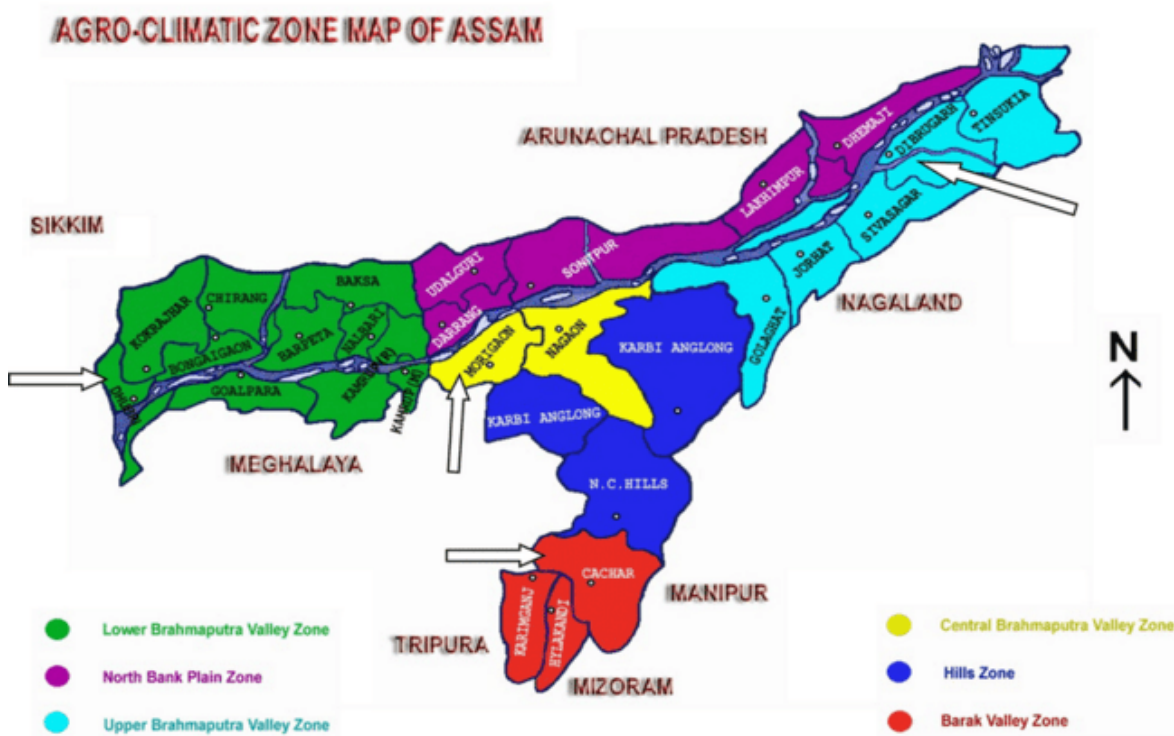 AGRO-CLIMATIC ZONE MAP OF ASSAM
ARUNACHAL PRADESH
SIKKIM
DHEMAJI
DIBRUGARH
TINSUKIA
LAKHIMPUR
SIVASAGAR
JORHAT
UDALGURI
SONITPUR
BAKSA
CHIRANG
KOKRAJHAR
NAGALAND
BARPETA
NALBARI
DARRANG
MORIGAON
NAGAON
GOLAGHAT
KARBI ANGLONG
N
BONGAIGAON
GOALPARA
KAMRUP(R)
KAMRUP(M)
KARBI ANGLONG
MEGHALAYA
N.C.HILLS
CACHAR
MANIPUR
KARIMGANJ
HYLAKANDI
TRIPURA
MIZORAM
Lower Brahmaputra Valley Zone
North Bank Plain Zone
Upper Brahmaputra Valley Zone
Central Brahmaputra Valley Zone
Hills Zone
Barak Valley Zone